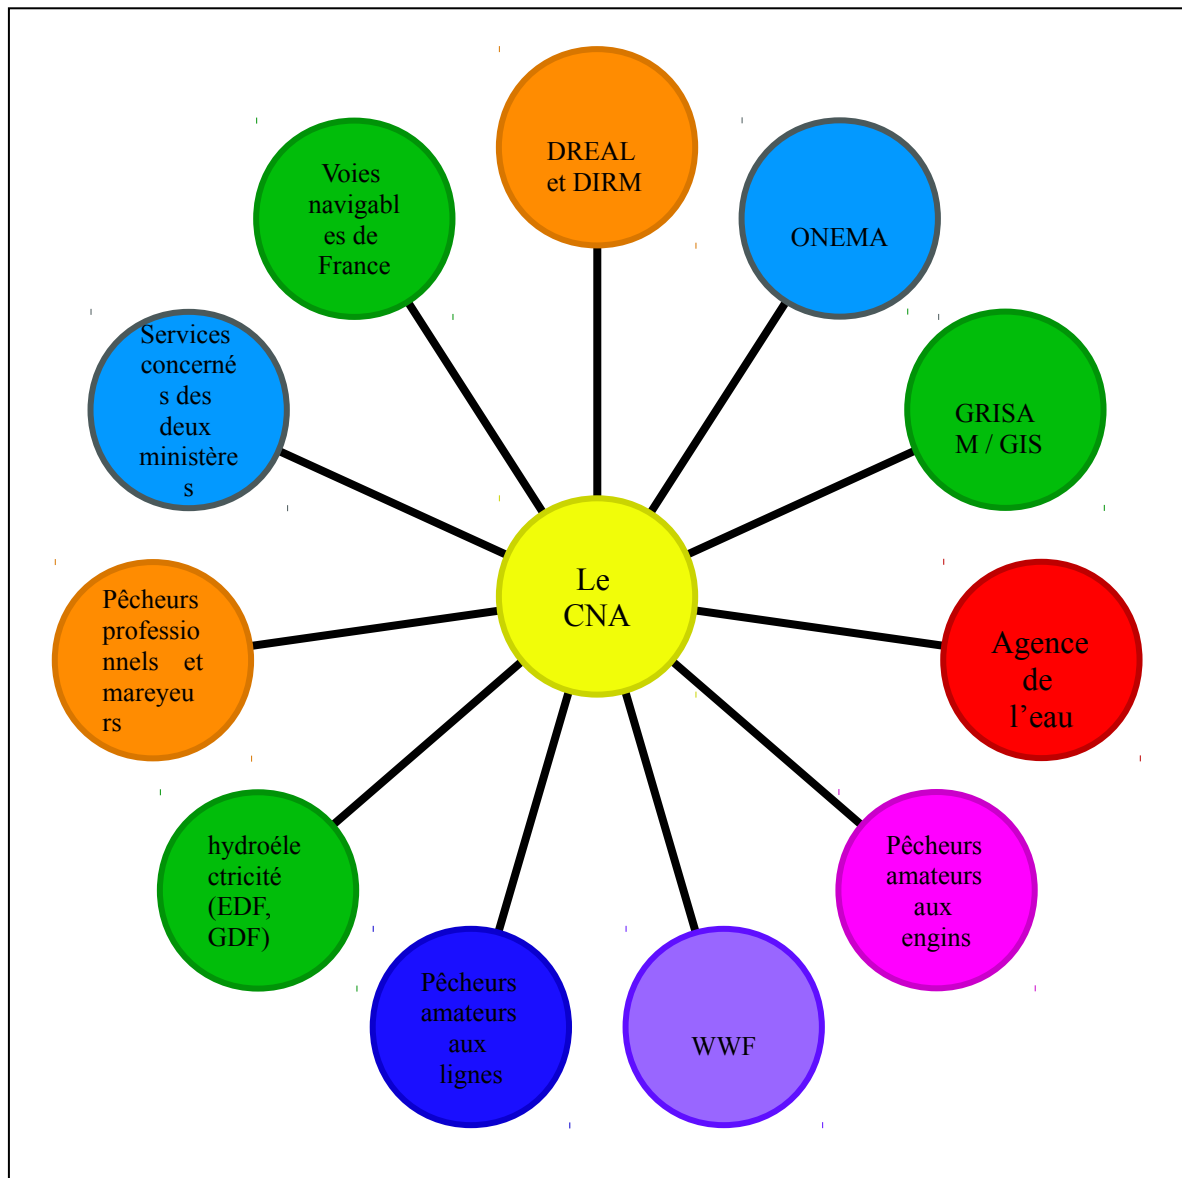 DREAL
et DIRM
ONEMA
GRISA
M / GIS
Agence
de
l’eau
Pêcheurs
amateurs
aux
engins
WWF
Pêcheurs
amateurs
aux
lignes
hydroéle
ctricité
(EDF,
GDF)
Pêcheurs
professio
nnels et
mareyeu
rs
Services
concerné
s des
deux
ministère
s
Voies
navigabl
es de
France
Le
CNA